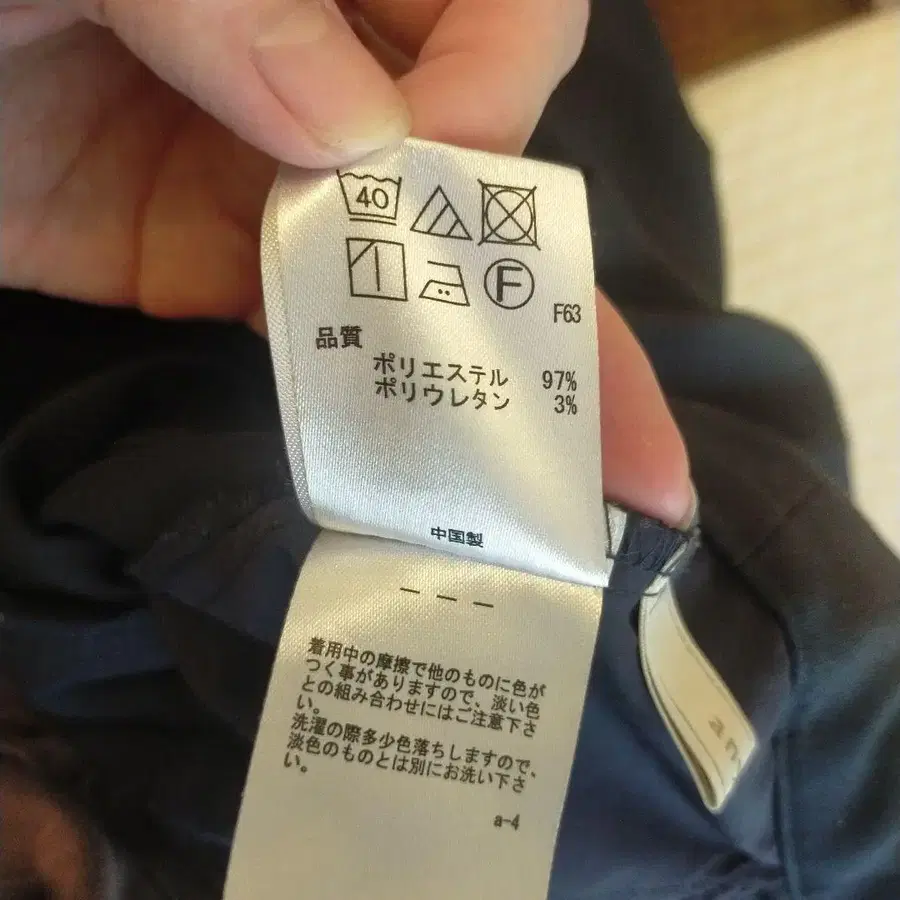 40
F
F63
品質
ポリエステル 97%
ポリウレタン 3%
中国製
― ― ―
着用中の摩擦で他のものに色が
つく事がありますので、淡い色
との組み合わせにはご注意下さ
い。
洗濯の際多少色落ちしますので、
淡色のものとは別にお洗い下さ
い。
a-4